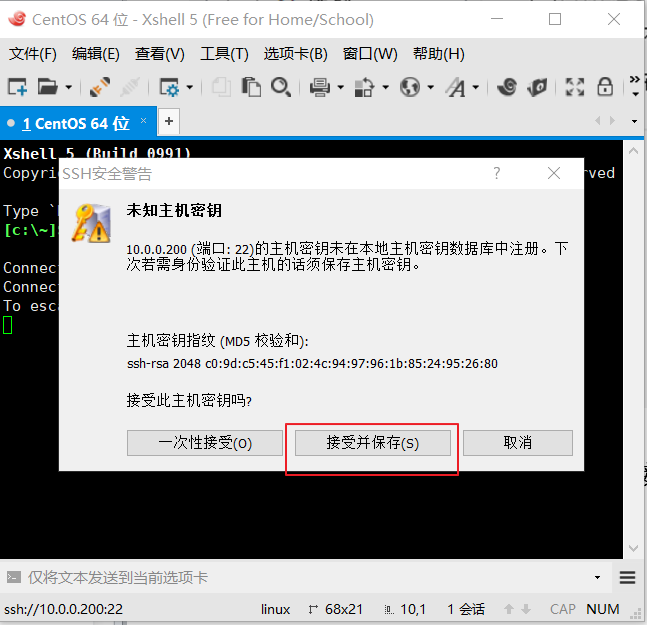 CentOS 64 位 - Xshell 5 (Free for Home/School)
文件(F) 编辑(E) 查看(V) 工具(T) 选项卡(B) 窗口(W) 帮助(H)
1 CentOS 64 位
Xshell 5 (Build 0991)
SSH安全警告
未知主机密钥
10.0.0.200 (端口: 22)的主机密钥未在本地主机密钥数据库中注册。下
次若需身份验证此主机的话须保存主机密钥。
Type
[c:\~]
To
主机密钥指纹 (MD5 校验和):
ssh-rsa 2048 c0:9d:c5:45:f1:02:4c:94:97:96:1b:85:24:95:26:80
接受此主机密钥吗?
一次性接受(O) 接受并保存(S) 取消
仅将文本发送到当前选项卡
ssh://10.0.0.200:22 linux 68x21 10,1 1 会话 CAP NUM